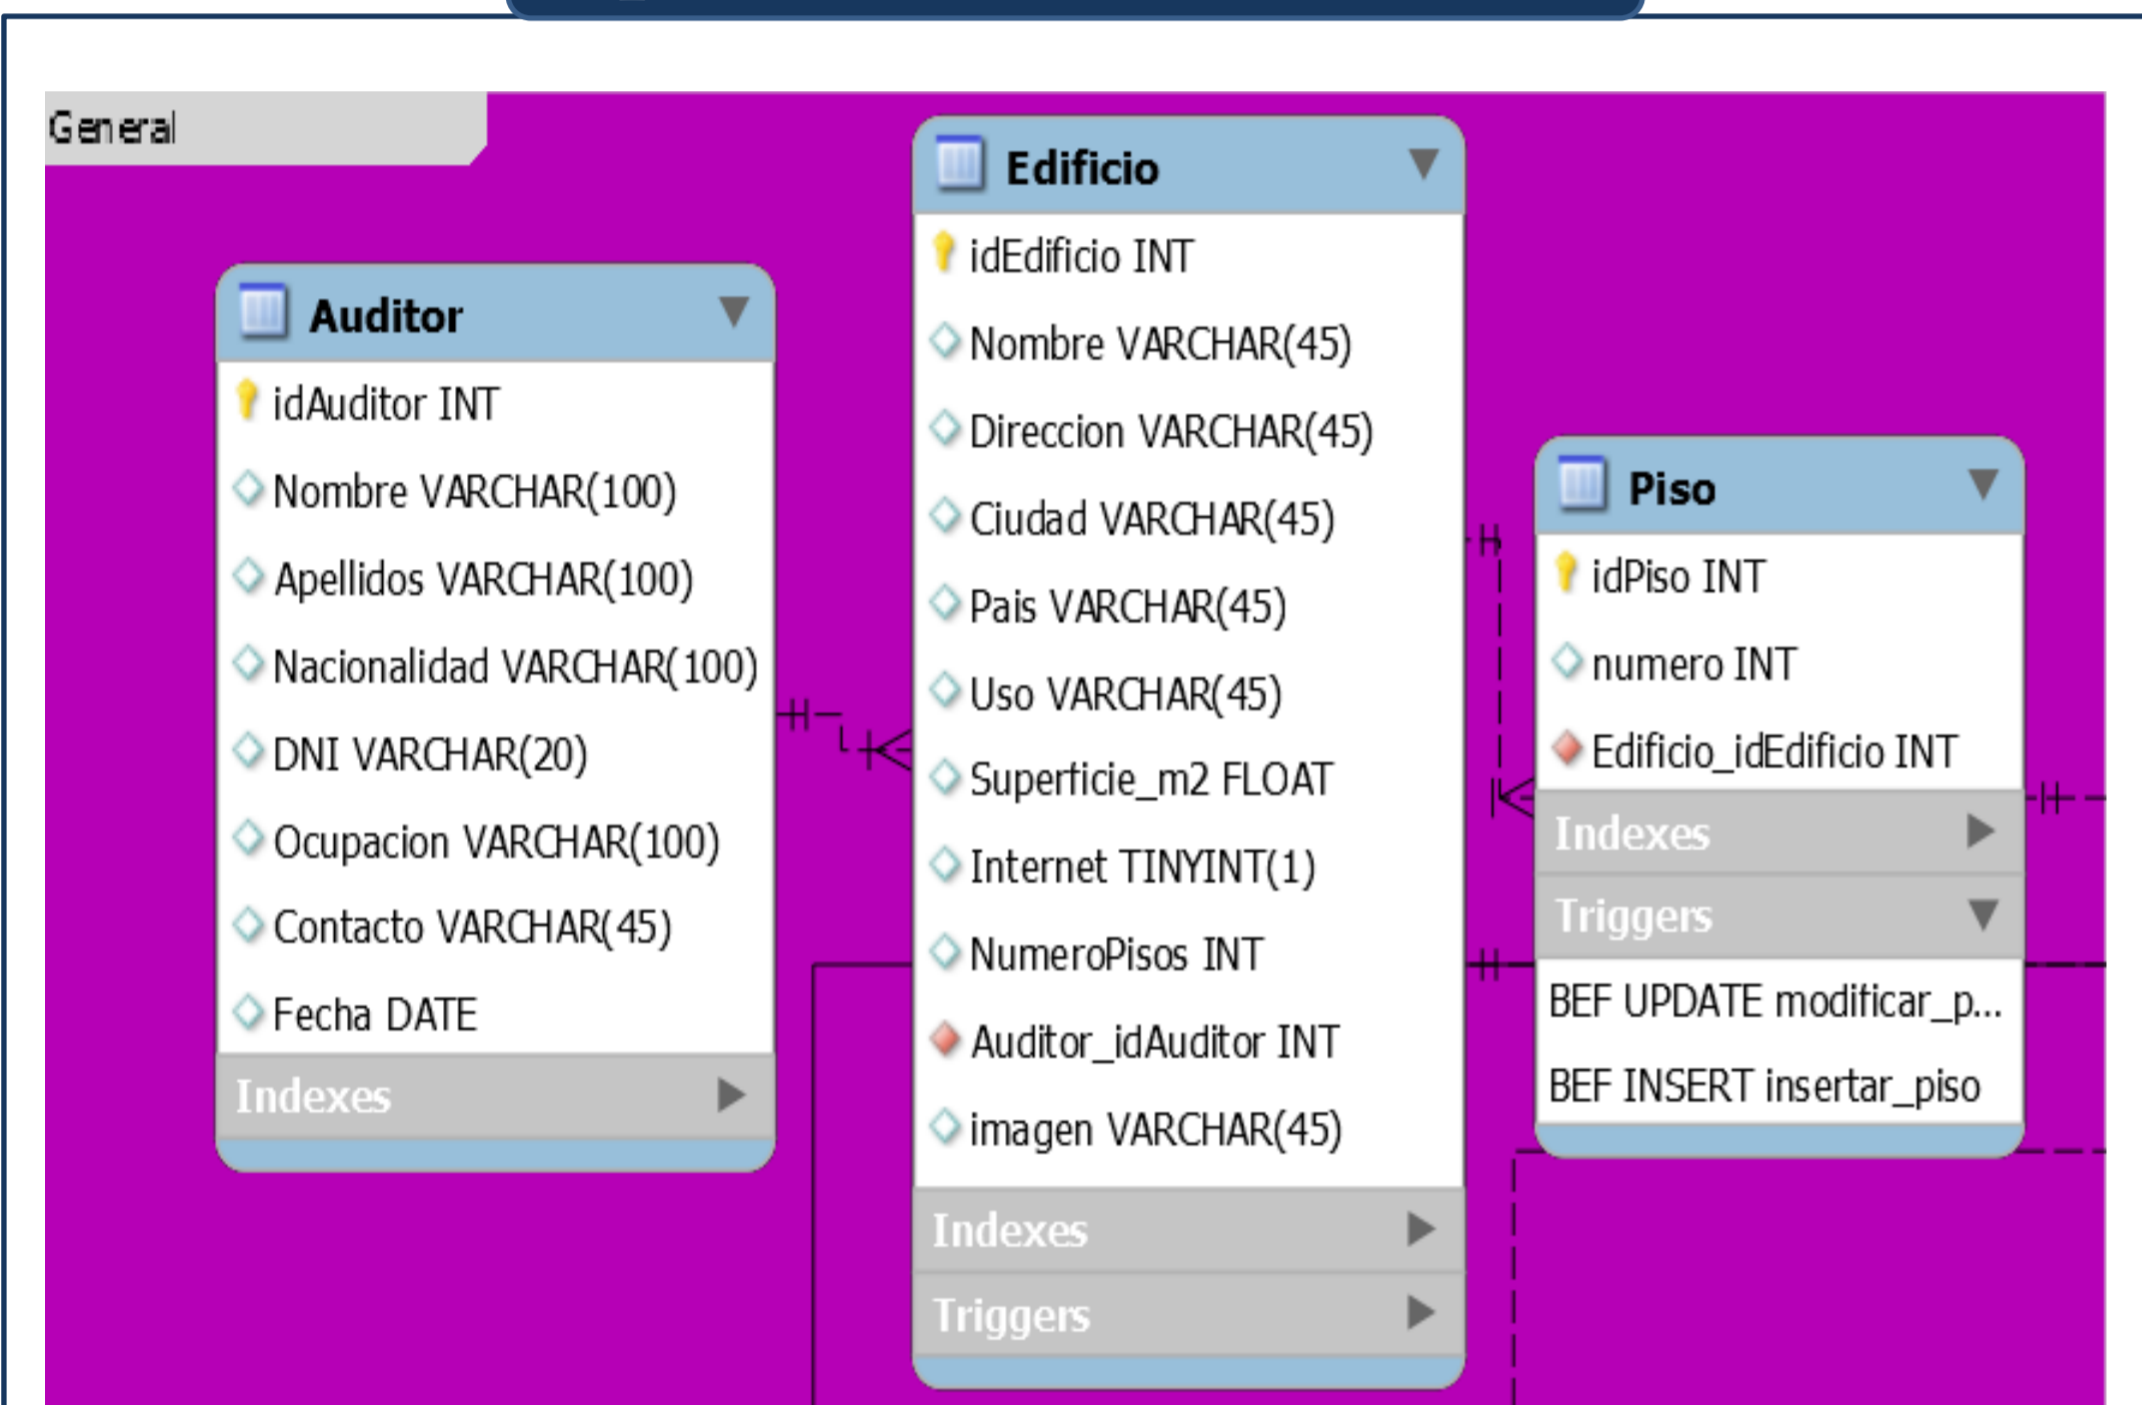 General
Auditor
idAuditor INT
Nombre VARCHAR(100)
Apellidos VARCHAR(100)
Nacionalidad VARCHAR(100)
DNI VARCHAR(20)
Ocupacion VARCHAR(100)
Contacto VARCHAR(45)
Fecha DATE
Indexes
Edificio
idEdificio INT
Nombre VARCHAR(45)
Direccion VARCHAR(45)
Ciudad VARCHAR(45)
Pais VARCHAR(45)
Uso VARCHAR(45)
Superficie_m2 FLOAT
Internet TINYINT(1)
NumeroPisos INT
Auditor_idAuditor INT
imagen VARCHAR(45)
Indexes
Triggers
Piso
idPiso INT
numero INT
Edificio_idEdificio INT
Indexes
Triggers
BEF UPDATE modificar_p...
BEF INSERT insertar_piso